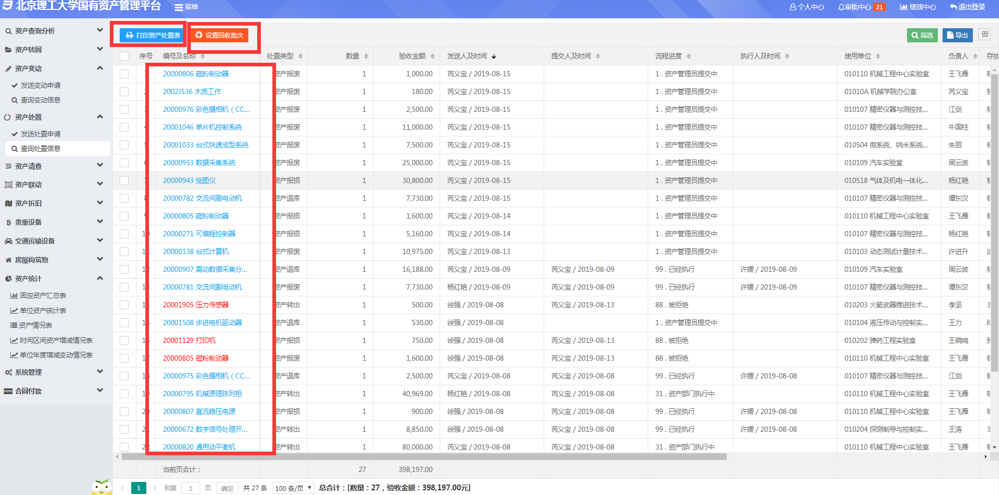 北京理工大学国有资产管理平台 菜单 个人中心 审批中心 21 绩效中心 退出登录
资产查询分析
资产转固
资产变动
发送变动申请
查询变动信息
资产处置
发送处置申请
查询处置信息
资产清查
资产联动
资产折旧
贵重设备
交通运输设备
房屋构筑物
资产统计
固定资产汇总表
单位资产统计表
资产情况表
时间区间资产增减情况表
单位年度增减变动情况表
系统管理
合同付款
打印资产处置表 设置回收批次 筛选 导出
序号 编号及名称 处置类型 数量 验收金额 发送人及时间 提交人及时间 流程进度 执行人及时间 使用单位 负责人 存放
20000806 磁粉制动器 资产报废 1 1,000.00 芮义宝 / 2019-08-15 1 . 资产管理员提交中 010110 机械工程中心实验室 王飞雁
2002J536 木质工作 资产报废 1 180.00 芮义宝 / 2019-08-15 1 . 资产管理员提交中 01010A 机械学院办公室 芮义宝
20000976 彩色摄相机 ( CC... 资产报废 1 2,500.00 芮义宝 / 2019-08-15 1 . 资产管理员提交中 010107 精密仪器与测控技... 江剑
20001046 单片机控制系统 资产报废 1 11,000.00 芮义宝 / 2019-08-15 1 . 资产管理员提交中 010107 精密仪器与测控技... 牛国柱
20001033 台式快速成型系统 资产报废 1 7,500.00 芮义宝 / 2019-08-15 1 . 资产管理员提交中 010504 微系统、纳米系统... 朱丽
20000953 数据采集系统 资产报废 1 25,000.00 芮义宝 / 2019-08-15 1 . 资产管理员提交中 010109 汽车实验室 周云波
20000943 绘图仪 资产报损 1 30,800.00 芮义宝 / 2019-08-15 1 . 资产管理员提交中 010518 气体及机电一体化... 杨红艳
20000782 交流伺服电动机 资产退库 1 7,730.00 芮义宝 / 2019-08-15 1 . 资产管理员提交中 010107 精密仪器与测控技... 谭东汉
20000805 磁粉制动器 资产报损 1 1,600.00 芮义宝 / 2019-08-14 1 . 资产管理员提交中 010110 机械工程中心实验室 王飞雁
20000271 可编程控制器 资产报损 1 5,160.00 芮义宝 / 2019-08-14 1 . 资产管理员提交中 010107 精密仪器与测控技... 杨红艳
20000138 台式计算机 资产报废 1 10,975.00 芮义宝 / 2019-08-13 1 . 资产管理员提交中 010103 动态测试计量技术... 许进升
20000907 震动数据采集分... 资产退库 1 16,188.00 芮义宝 / 2019-08-09 芮义宝 / 2019-08-09 99 . 已经执行 许媛 / 2019-08-09 010109 汽车实验室 周云波
20000781 交流伺服电动机 资产报废 1 7,730.00 杨红艳 / 2019-08-09 芮义宝 / 2019-08-09 99 . 已经执行 许媛 / 2019-08-09 010107 精密仪器与测控技... 谭东汉
20001905 压力传感器 资产转出 1 500.00 徐强 / 2019-08-08 芮义宝 / 2019-08-13 88 . 被拒绝 010203 火箭武器推进技术... 李坚 3
20001508 步进电机驱动器 资产退库 1 530.00 徐强 / 2019-08-08 1 . 资产管理员提交中 010104 液压传动与控制实... 王力
20001129 打印机 资产报损 1 750.00 徐强 / 2019-08-08 芮义宝 / 2019-08-13 88 . 被拒绝 010202 弹药工程实验室 王晓鸣
20000805 磁粉制动器 资产报废 1 1,600.00 徐强 / 2019-08-08 芮义宝 / 2019-08-13 88 . 被拒绝 010110 机械工程中心实验室 王飞雁
20000975 彩色摄相机 ( CC... 资产退库 1 2,500.00 芮义宝 / 2019-08-08 芮义宝 / 2019-08-08 99 . 已经执行 许媛 / 2019-08-08 010107 精密仪器与测控技... 江剑
20000795 机械原理陈列柜 资产转出 1 40,969.00 杨红艳 / 2019-08-08 芮义宝 / 2019-08-08 31 . 资产部门执行中 010110 机械工程中心实验室 王飞雁
20000807 直流稳压电源 资产报损 1 900.00 徐强 / 2019-08-08 芮义宝 / 2019-08-08 99 . 已经执行 许媛 / 2019-08-08 010110 机械工程中心实验室 王飞雁
20000672 数字信号处理开... 资产转出 1 8,850.00 徐强 / 2019-08-08 芮义宝 / 2019-08-08 99 . 已经执行 许媛 / 2019-08-08 010204 探测制导与控制实... 王涛 3
20000820 通用动平衡机 资产转出 1 80,000.00 芮义宝 / 2019-08-08 芮义宝 / 2019-08-08 31 . 资产部门执行中 010110 机械工程中心实验室 王飞雁
当前页合计： 27 398,197.00
1 到第 1 页 确定 共 27 条 100 条/页 总合计：[数量：27，验收金额：398,197.00元]